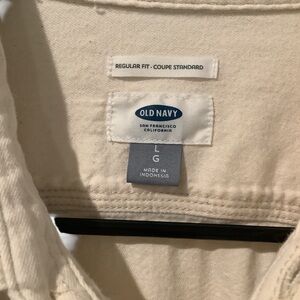 REGULAR FIT · COUPE STANDARD
OLD NAVY
SAN FRANCISCO
CALIFORNIA
L
G
MADE IN
INDONESIA